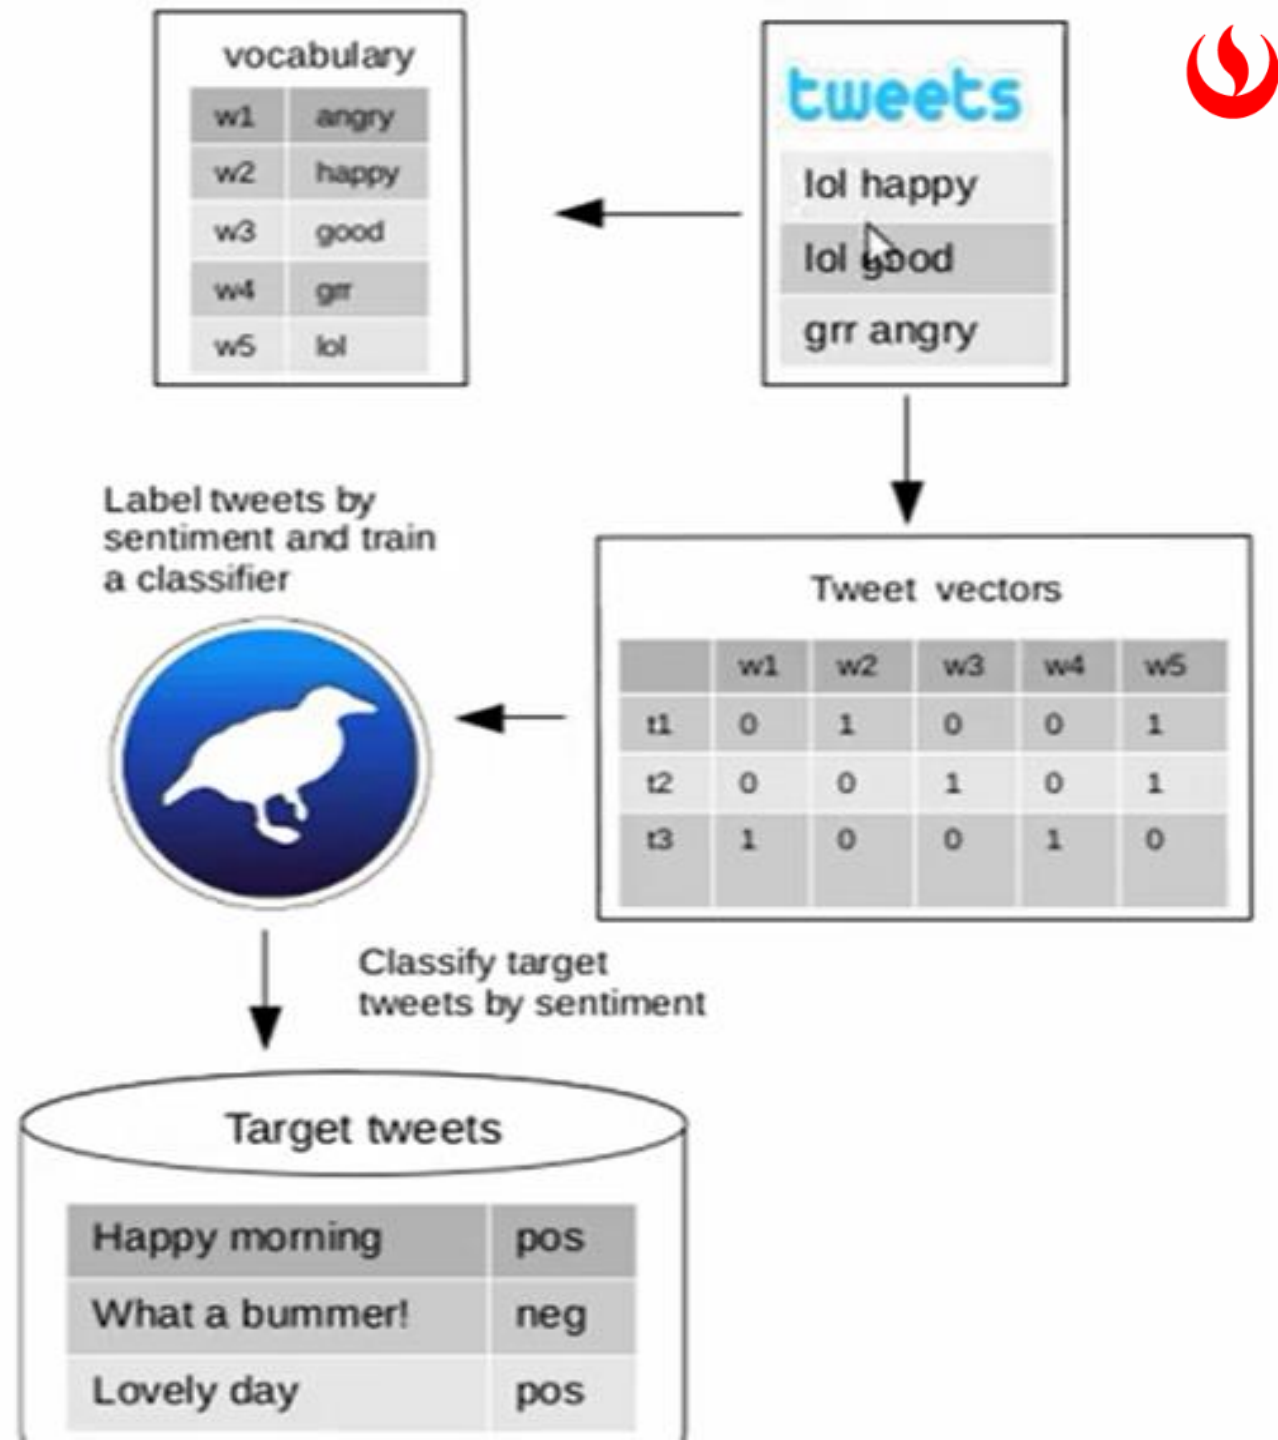 vocabulary
w1 angry
w2 happy
w3 good
w4 grr
w5 lol
tweets
lol happy
lol good
grr angry
Label tweets by
sentiment and train
a classifier
Tweet vectors
w1 w2 w3 w4 w5
t1 0 1 0 0 1
t2 0 0 1 0 1
t3 1 0 0 1 0
Classify target
tweets by sentiment
Target tweets
Happy morning pos
What a bummer! neg
Lovely day pos